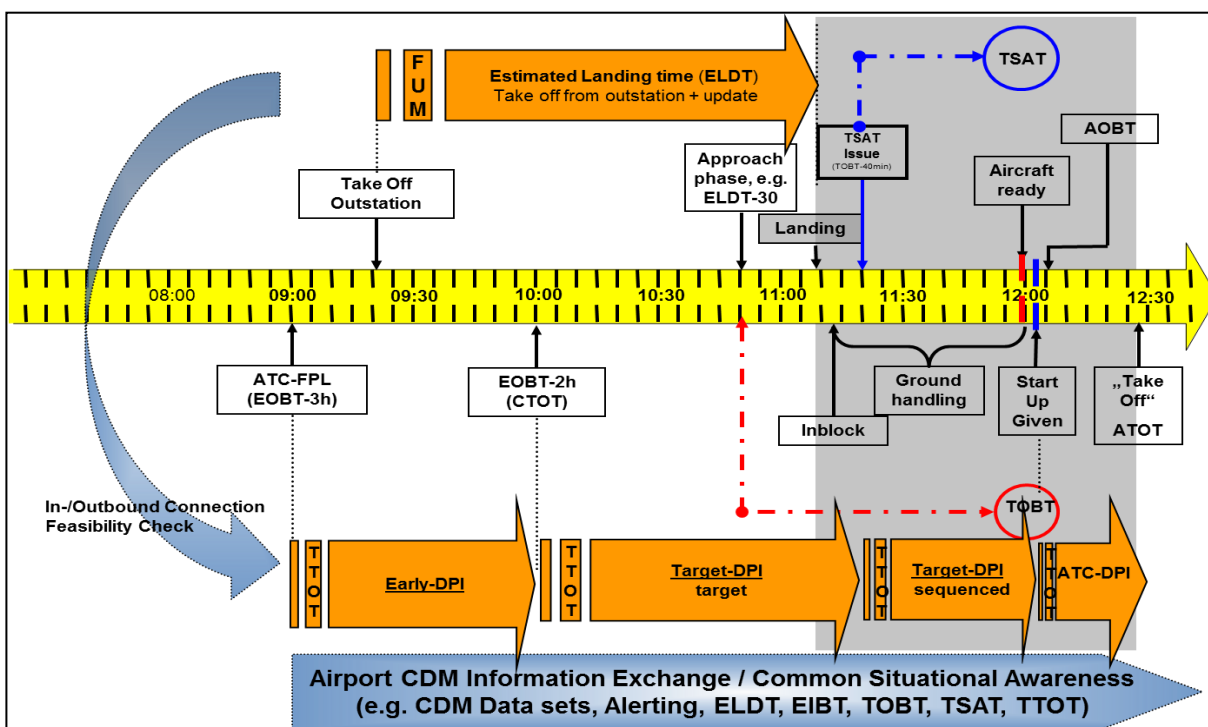 F
U
M
Estimated Landing time (ELDT)
Take off from outstation + update
TSAT
TSAT
Issue
(TOBT-40min)
AOBT
Take Off
Outstation
Approach
phase, e.g.
ELDT-30
Aircraft
ready
Landing
08:00
09:00
09:30
10:00
10:30
11:00
11:30
12:00
12:30
ATC-FPL
(EOBT-3h)
EOBT-2h
(CTOT)
Ground
handling
Start
Up
Given
„Take
Off“
ATOT
Inblock
In-/Outbound Connection
Feasibility Check
TOBT
T
T
O
T
Early-DPI
T
T
O
T
Target-DPI
target
T
T
O
T
Target-DPI
sequenced
T
T
O
T
ATC-DPI
Airport CDM Information Exchange / Common Situational Awareness
(e.g. CDM Data sets, Alerting, ELDT, EIBT, TOBT, TSAT, TTOT)